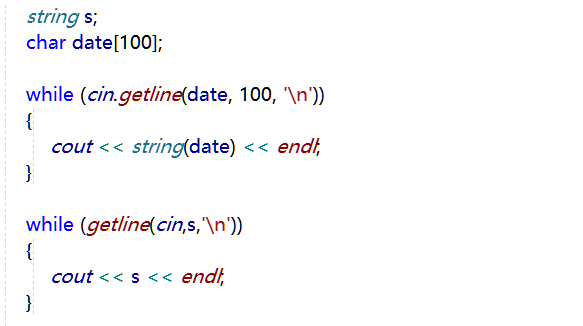 string s;
char date[100];
while (cin.getline(date, 100, '\n'))
{
cout << string(date) << endl;
}
while (getline(cin,s,'\n'))
{
cout << s << endl;
}